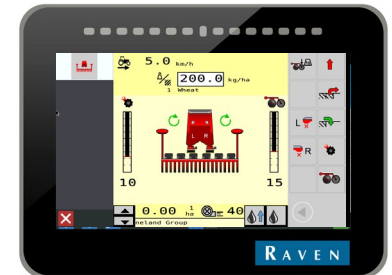 5.0 km/h
200.0 kg/ha
1 Wheat
L R
L
R
10 15
0.00 1 ha 40
neland Group
RAVEN